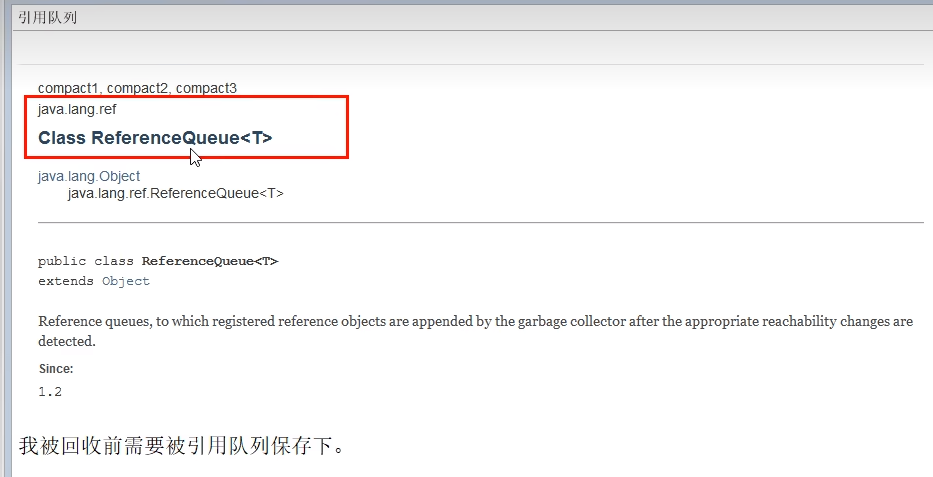 引用队列
compact1, compact2, compact3
java.lang.ref
Class ReferenceQueue<T>
java.lang.Object
java.lang.ref.ReferenceQueue<T>
public class ReferenceQueue<T>
extends Object
Reference queues, to which registered reference objects are appended by the garbage collector after the appropriate reachability changes are
detected.
Since:
1.2
我被回收前需要被引用队列保存下。